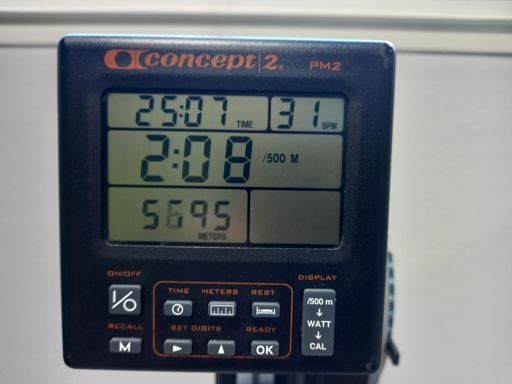 concept 2
PM2
25:07 TIME 31 SPM
2:08 /500 M
5695
METERS
ON/OFF
DISPLAY
TIME METERS REST
/500 m
WATT
CAL
RECALL SET DIGITS READY
M OK